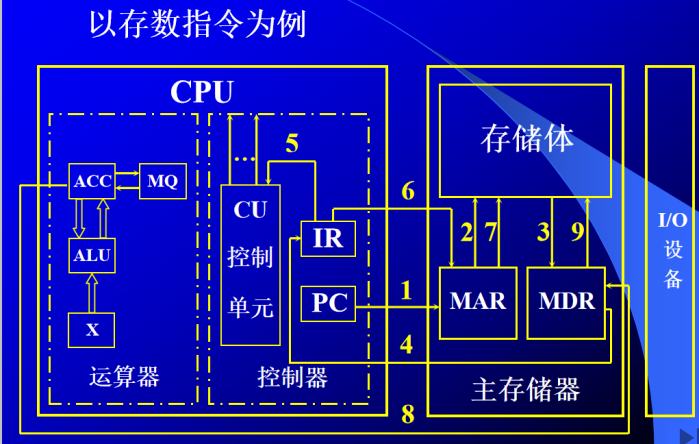 以存数指令为例
CPU
ACC
MQ
ALU
X
运算器
...
CU
控制
单元
5
IR
PC
控制器
6
1
4
8
存储体
2
7
3
9
MAR
MDR
主存储器
I/O
设
备